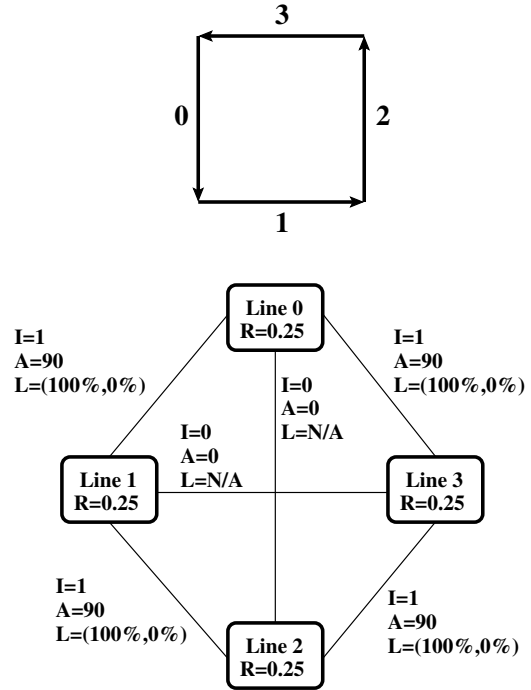 3
0
2
1
Line 0
R=0.25
I=1
A=90
L=(100%,0%)
I=1
A=90
L=(100%,0%)
I=0
A=0
L=N/A
I=0
A=0
L=N/A
Line 1
R=0.25
Line 3
R=0.25
I=1
A=90
L=(100%,0%)
I=1
A=90
L=(100%,0%)
Line 2
R=0.25